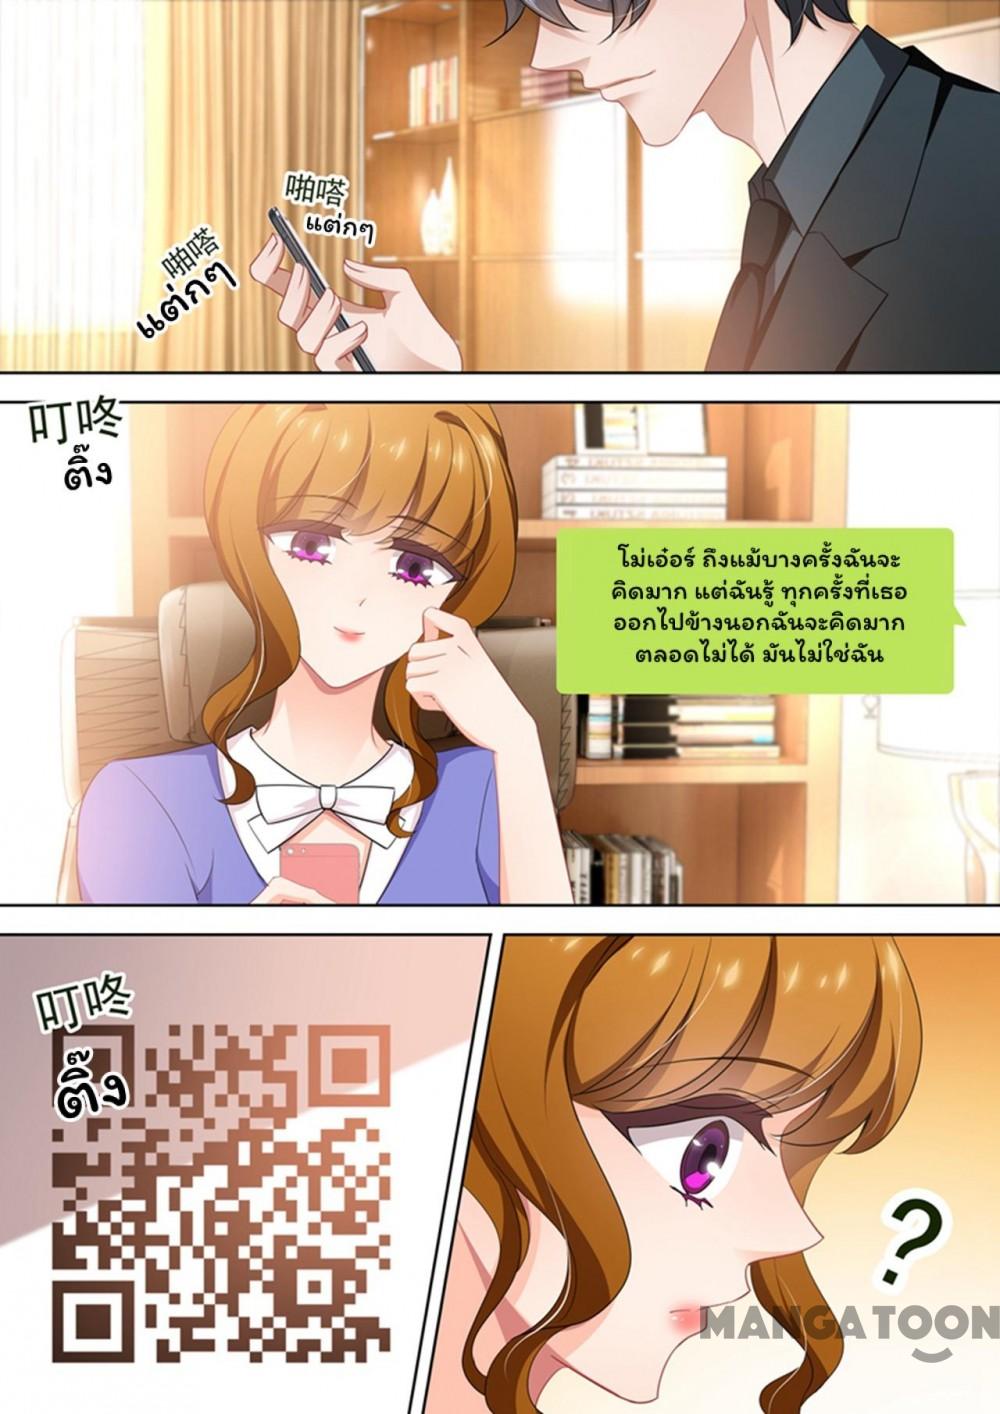 啪嗒
แต่กๆ
啪嗒
แต่กๆ
叮咚
ติ๊ง
โม่เอ๋อร์ ถึงแม้บางครั้งฉันจะ
คิดมาก แต่ฉันรู้ ทุกครั้งที่เธอ
ออกไปข้างนอกฉันจะคิดมาก
ตลอดไม่ได้ มันไม่ใช่ฉัน
叮咚
ติ๊ง
?
MANGATOON